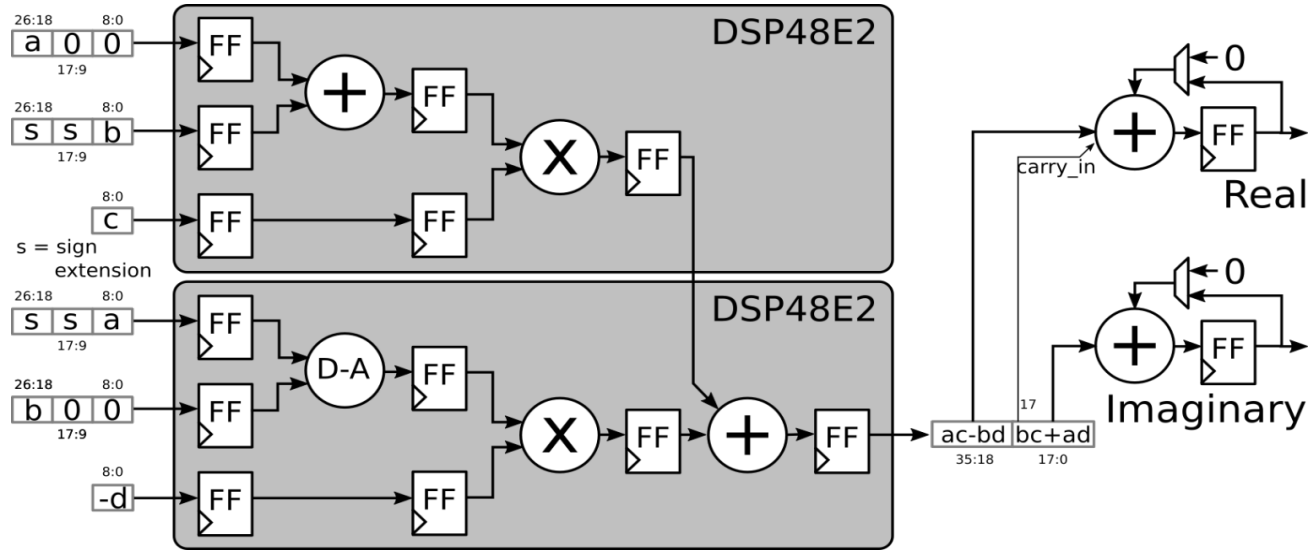 26:18 8:0
a 0 0
17:9
FF
+
FF
DSP48E2
26:18 8:0
s s b
17:9
FF
X
FF
8:0
c
FF
FF
s = sign
extension
0
+
FF
carry_in
Real
26:18 8:0
s s a
17:9
FF
D-A
FF
DSP48E2
26:18 8:0
b 0 0
17:9
FF
X
FF
+
FF
8:0
-d
FF
FF
0
+
FF
Imaginary
17
ac-bd bc+ad
35:18 17:0